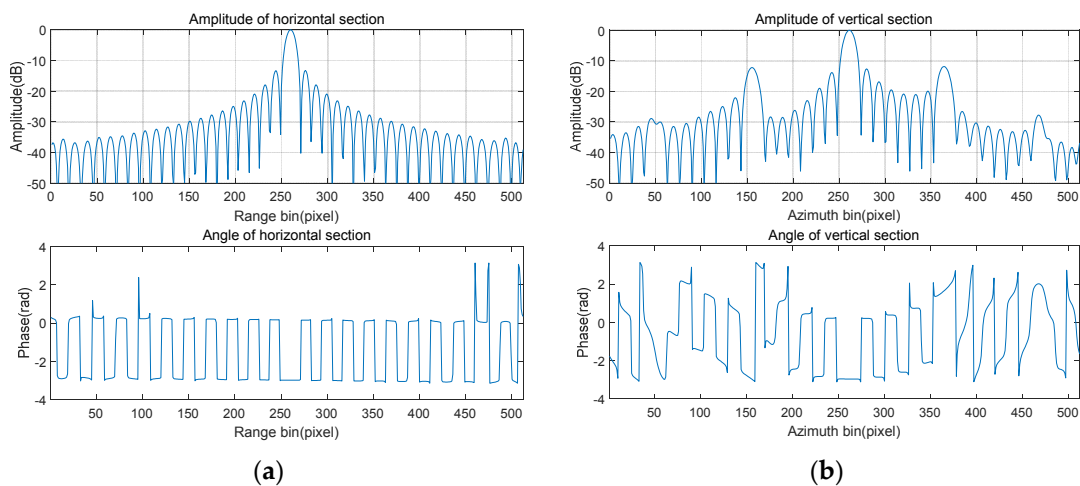 Amplitude of horizontal section
0
-10
-20
-30
-40
-50
Amplitude(dB)
0 50 100 150 200 250 300 350 400 450 500
Range bin(pixel)
Angle of horizontal section
4
2
0
-2
-4
Phase(rad)
50 100 150 200 250 300 350 400 450 500
Range bin(pixel)
(a)
Amplitude of vertical section
0
-10
-20
-30
-40
-50
Amplitude(dB)
0 50 100 150 200 250 300 350 400 450 500
Azimuth bin(pixel)
Angle of vertical section
4
2
0
-2
-4
Phase(rad)
50 100 150 200 250 300 350 400 450 500
Azimuth bin(pixel)
(b)